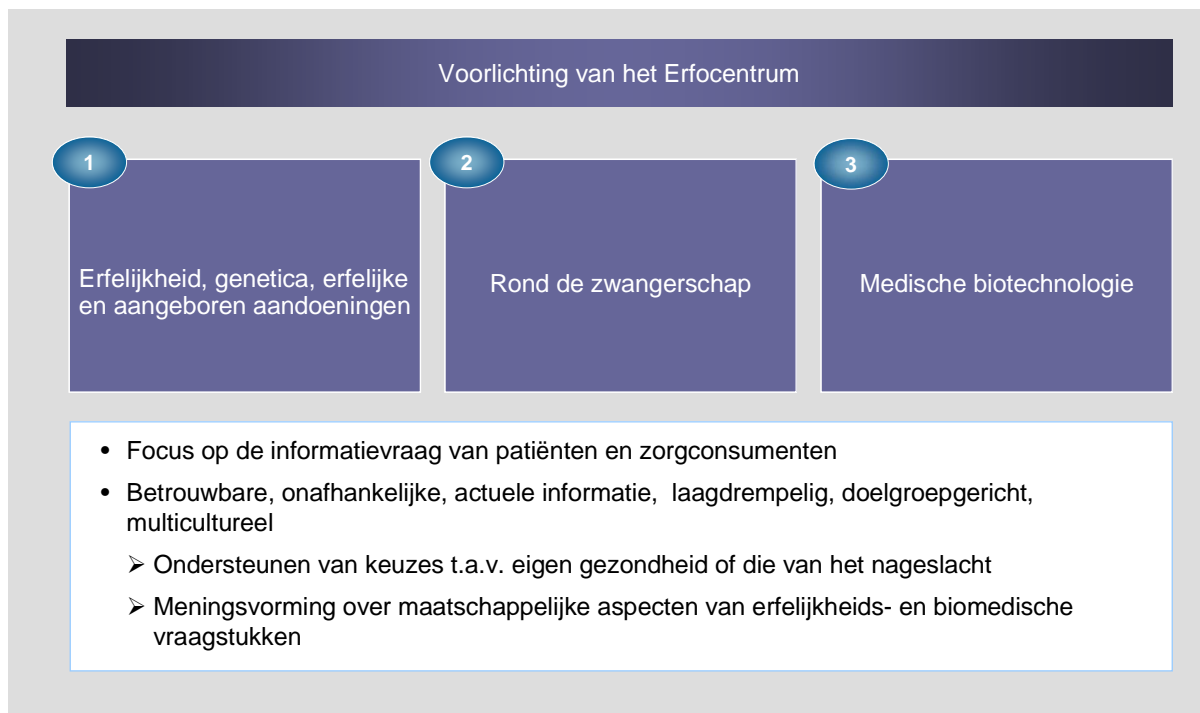 Voorlichting van het Erfocentrum
1
2
3
Erfelijkheid, genetica, erfelijke
en aangeboren aandoeningen
Rond de zwangerschap
Medische biotechnologie
• Focus op de informatievraag van patiënten en zorgconsumenten
• Betrouwbare, onafhankelijke, actuele informatie, laagdrempelig, doelgroepgericht,
multicultureel
➢ Ondersteunen van keuzes t.a.v. eigen gezondheid of die van het nageslacht
➢ Meningsvorming over maatschappelijke aspecten van erfelijkheids- en biomedische
vraagstukken